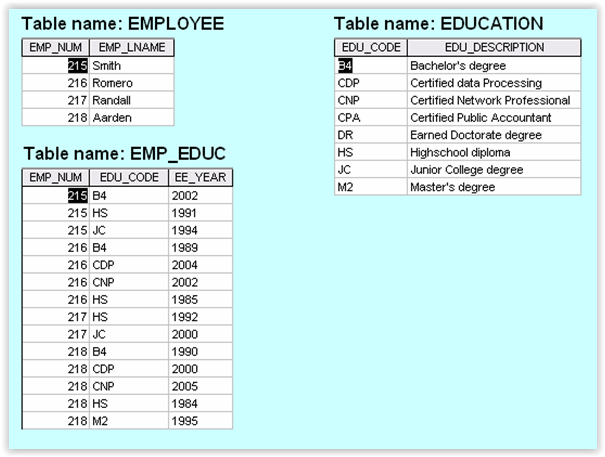 Table name: EMPLOYEE
EMP_NUM EMP_LNAME
215 Smith
216 Romero
217 Randall
218 Aarden
Table name: EDUCATION
EDU_CODE EDU_DESCRIPTION
B4 Bachelor's degree
CDP Certified data Processing
CNP Certified Network Professional
CPA Certified Public Accountant
DR Earned Doctorate degree
HS Highschool diploma
JC Junior College degree
M2 Master's degree
Table name: EMP_EDUC
EMP_NUM EDU_CODE EE_YEAR
215 B4 2002
215 HS 1991
215 JC 1994
216 B4 1989
216 CDP 2004
216 CNP 2002
216 HS 1985
217 HS 1992
217 JC 2000
218 B4 1990
218 CDP 2000
218 CNP 2005
218 HS 1984
218 M2 1995